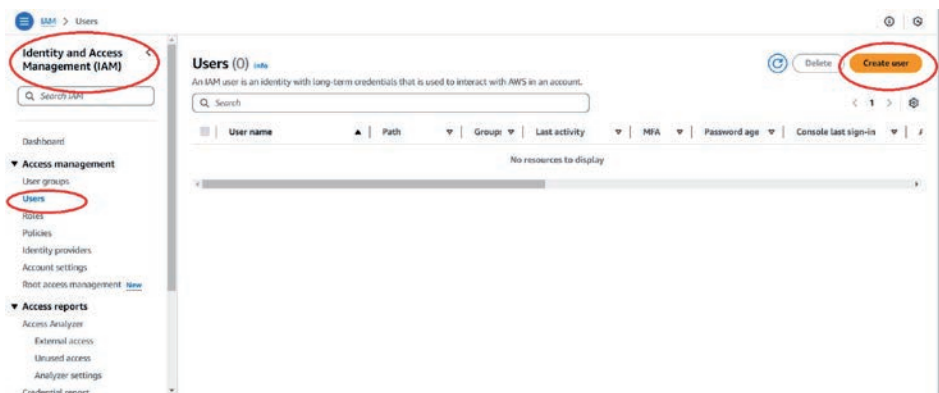 IAM > Users
Identity and Access
Management (IAM)
Search IAM
Dashboard
Access management
User groups
Users
Roles
Policies
Identity providers
Account settings
Root access management New
Access reports
Access Analyzer
External access
Unused access
Analyzer settings
Credential report
Users (0) Info
Delete
Create user
An IAM user is an identity with long-term credentials that is used to interact with AWS in an account.
Search
1
User name Path Group: Last activity MFA Password age Console last sign-in
No resources to display